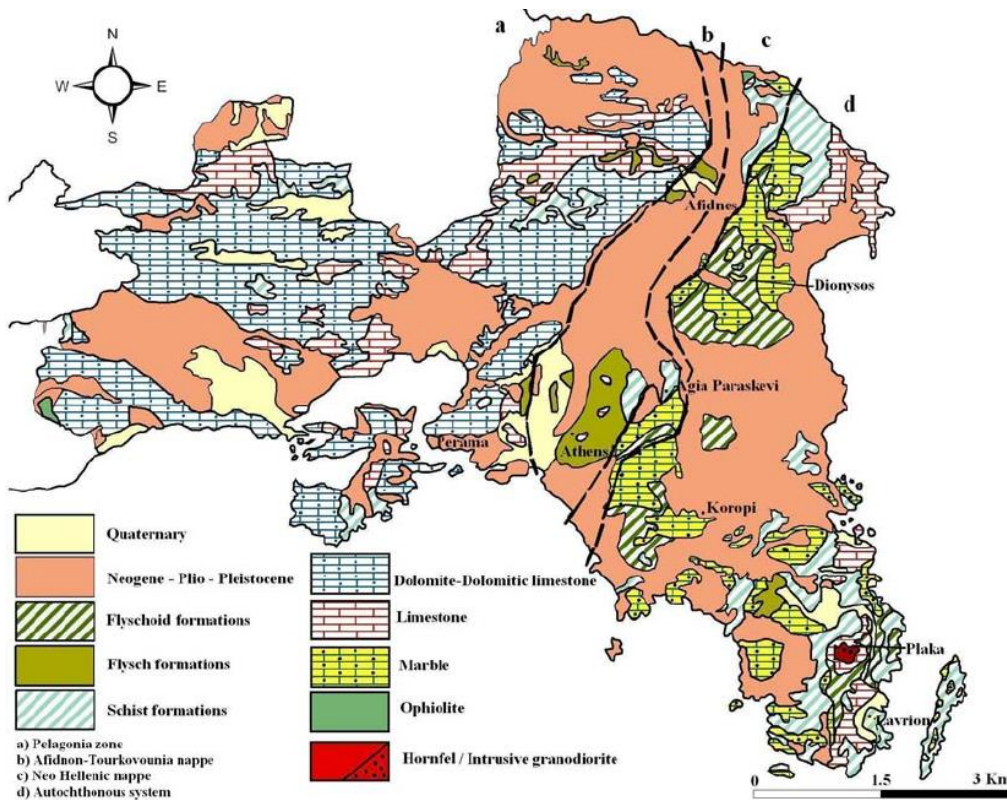 a
b
c
d
N
W E
S
Afidnes
Dionysos
Agia Paraskevi
Perama
Athens
Koropi
Plaka
Lavrion
Quaternary
Neogene - Plio - Pleistocene
Flyschoid formations
Flysch formations
Schist formations
Dolomite-Dolomitic limestone
Limestone
Marble
Ophiolite
Hornfel / Intrusive granodiorite
a) Pelagonia zone
b) Afidnon-Tourkovounia nappe
c) Neo Hellenic nappe
d) Autochthonous system
0 1.5 3 Km